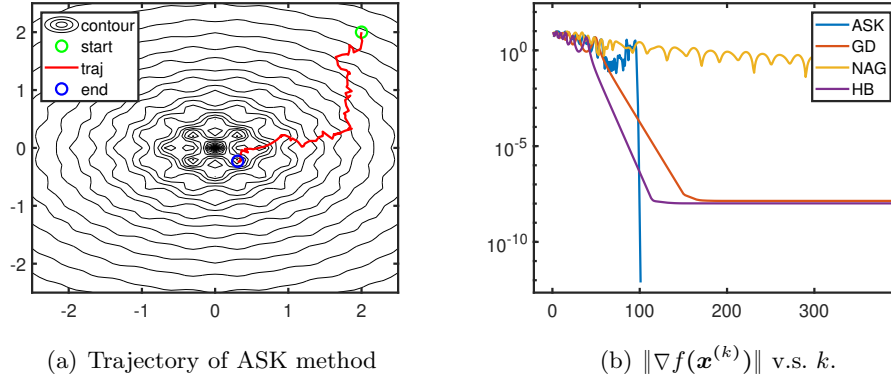 contour
start
traj
end
2
1
0
-1
-2
-2
-1
0
1
2
(a) Trajectory of ASK method
ASK
GD
NAG
HB
10^0
10^-5
10^-10
0
100
200
300
(b) ‖∇f(x^(k))‖ v.s. k.